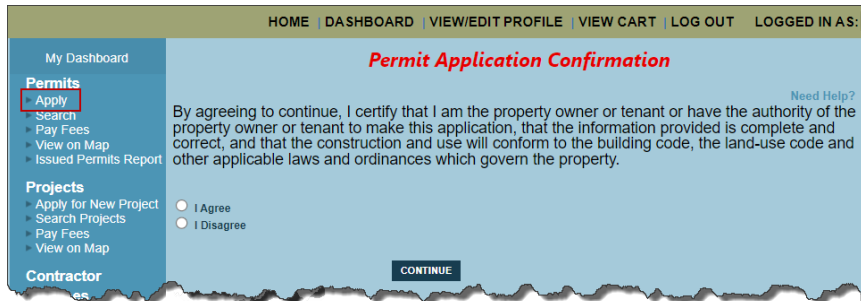 HOME | DASHBOARD | VIEW/EDIT PROFILE | VIEW CART | LOG OUT LOGGED IN AS:
My Dashboard
Permits
Apply
Search
Pay Fees
View on Map
Issued Permits Report
Projects
Apply for New Project
Search Projects
Pay Fees
View on Map
Contractor
Permit Application Confirmation
Need Help?
By agreeing to continue, I certify that I am the property owner or tenant or have the authority of the
property owner or tenant to make this application, that the information provided is complete and
correct, and that the construction and use will conform to the building code, the land-use code and
other applicable laws and ordinances which govern the property.
I Agree
I Disagree
CONTINUE